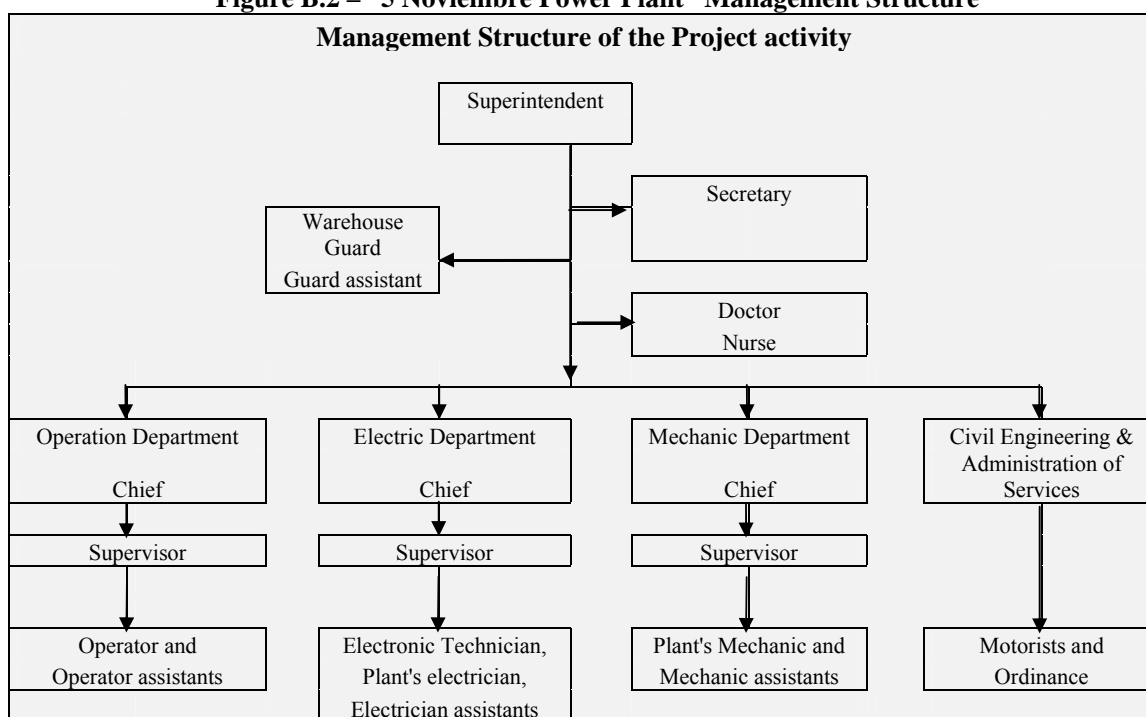 Figure B.2 – "5 Noviembre Power Plant" Management Structure
Management Structure of the Project activity
Superintendent
Secretary
Warehouse
Guard
Guard assistant
Doctor
Nurse
Operation Department
Chief
Electric Department
Chief
Mechanic Department
Chief
Civil Engineering &
Administration of
Services
Supervisor
Supervisor
Supervisor
Operator and
Operator assistants
Electronic Technician,
Plant's electrician,
Electrician assistants
Plant's Mechanic and
Mechanic assistants
Motorists and
Ordinance